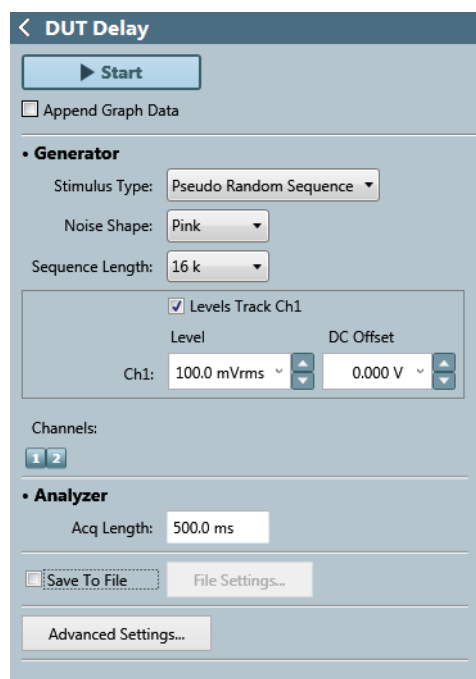 DUT Delay
Start
Append Graph Data
• Generator
Stimulus Type: Pseudo Random Sequence
Noise Shape: Pink
Sequence Length: 16 k
Levels Track Ch1
Level DC Offset
Ch1: 100.0 mVrms 0.000 V
Channels:
1 2
• Analyzer
Acq Length: 500.0 ms
Save To File File Settings...
Advanced Settings...